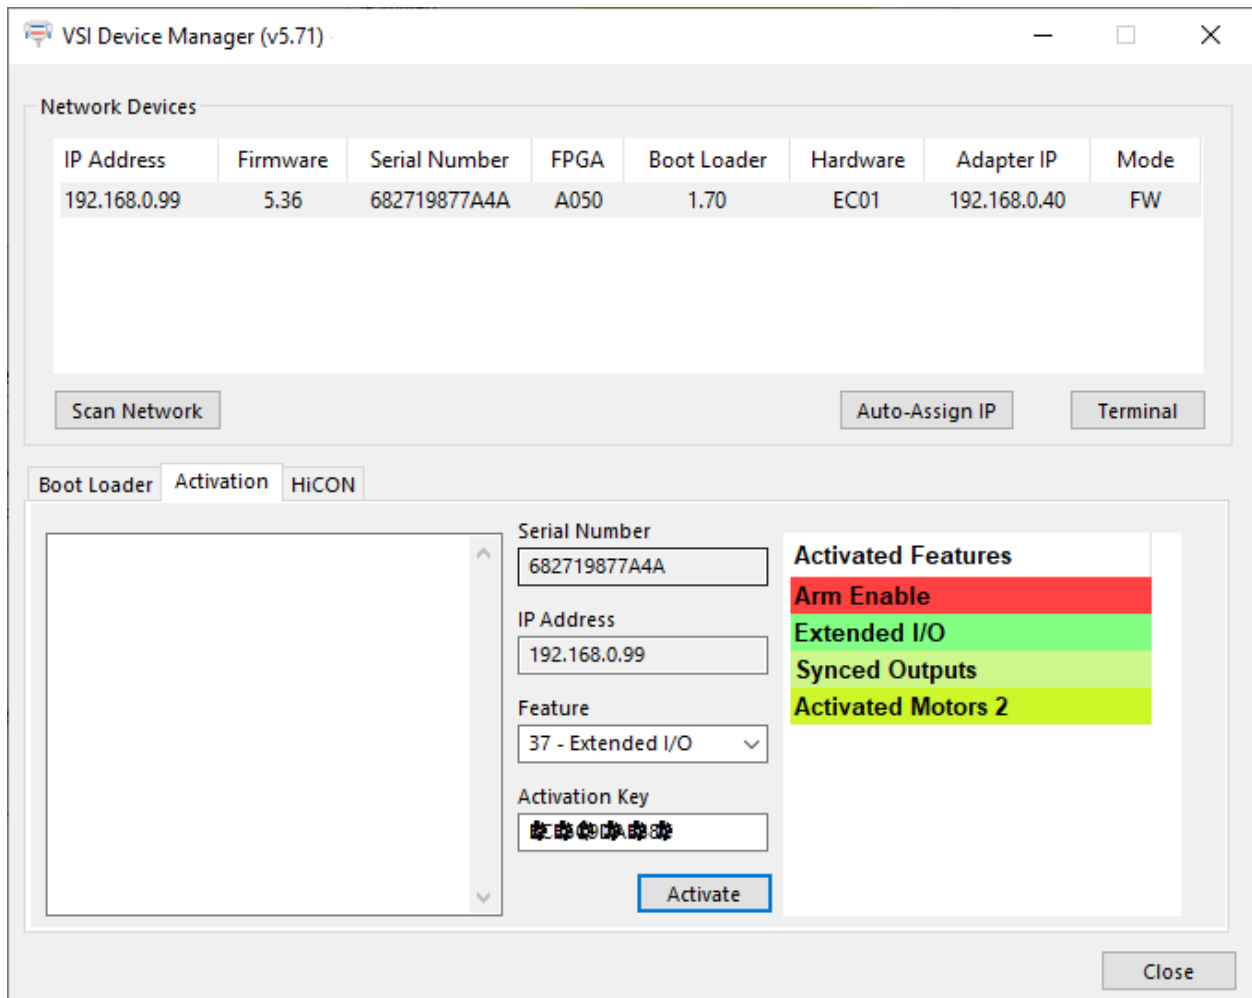 VSI Device Manager (v5.71)
Network Devices
IP Address Firmware Serial Number FPGA Boot Loader Hardware Adapter IP Mode
192.168.0.99 5.36 682719877A4A A050 1.70 EC01 192.168.0.40 FW
Scan Network Auto-Assign IP Terminal
Boot Loader Activation HiCON
Serial Number
682719877A4A
IP Address
192.168.0.99
Feature
37 - Extended I/O
Activation Key
Activate
Activated Features
Arm Enable
Extended I/O
Synced Outputs
Activated Motors 2
Close